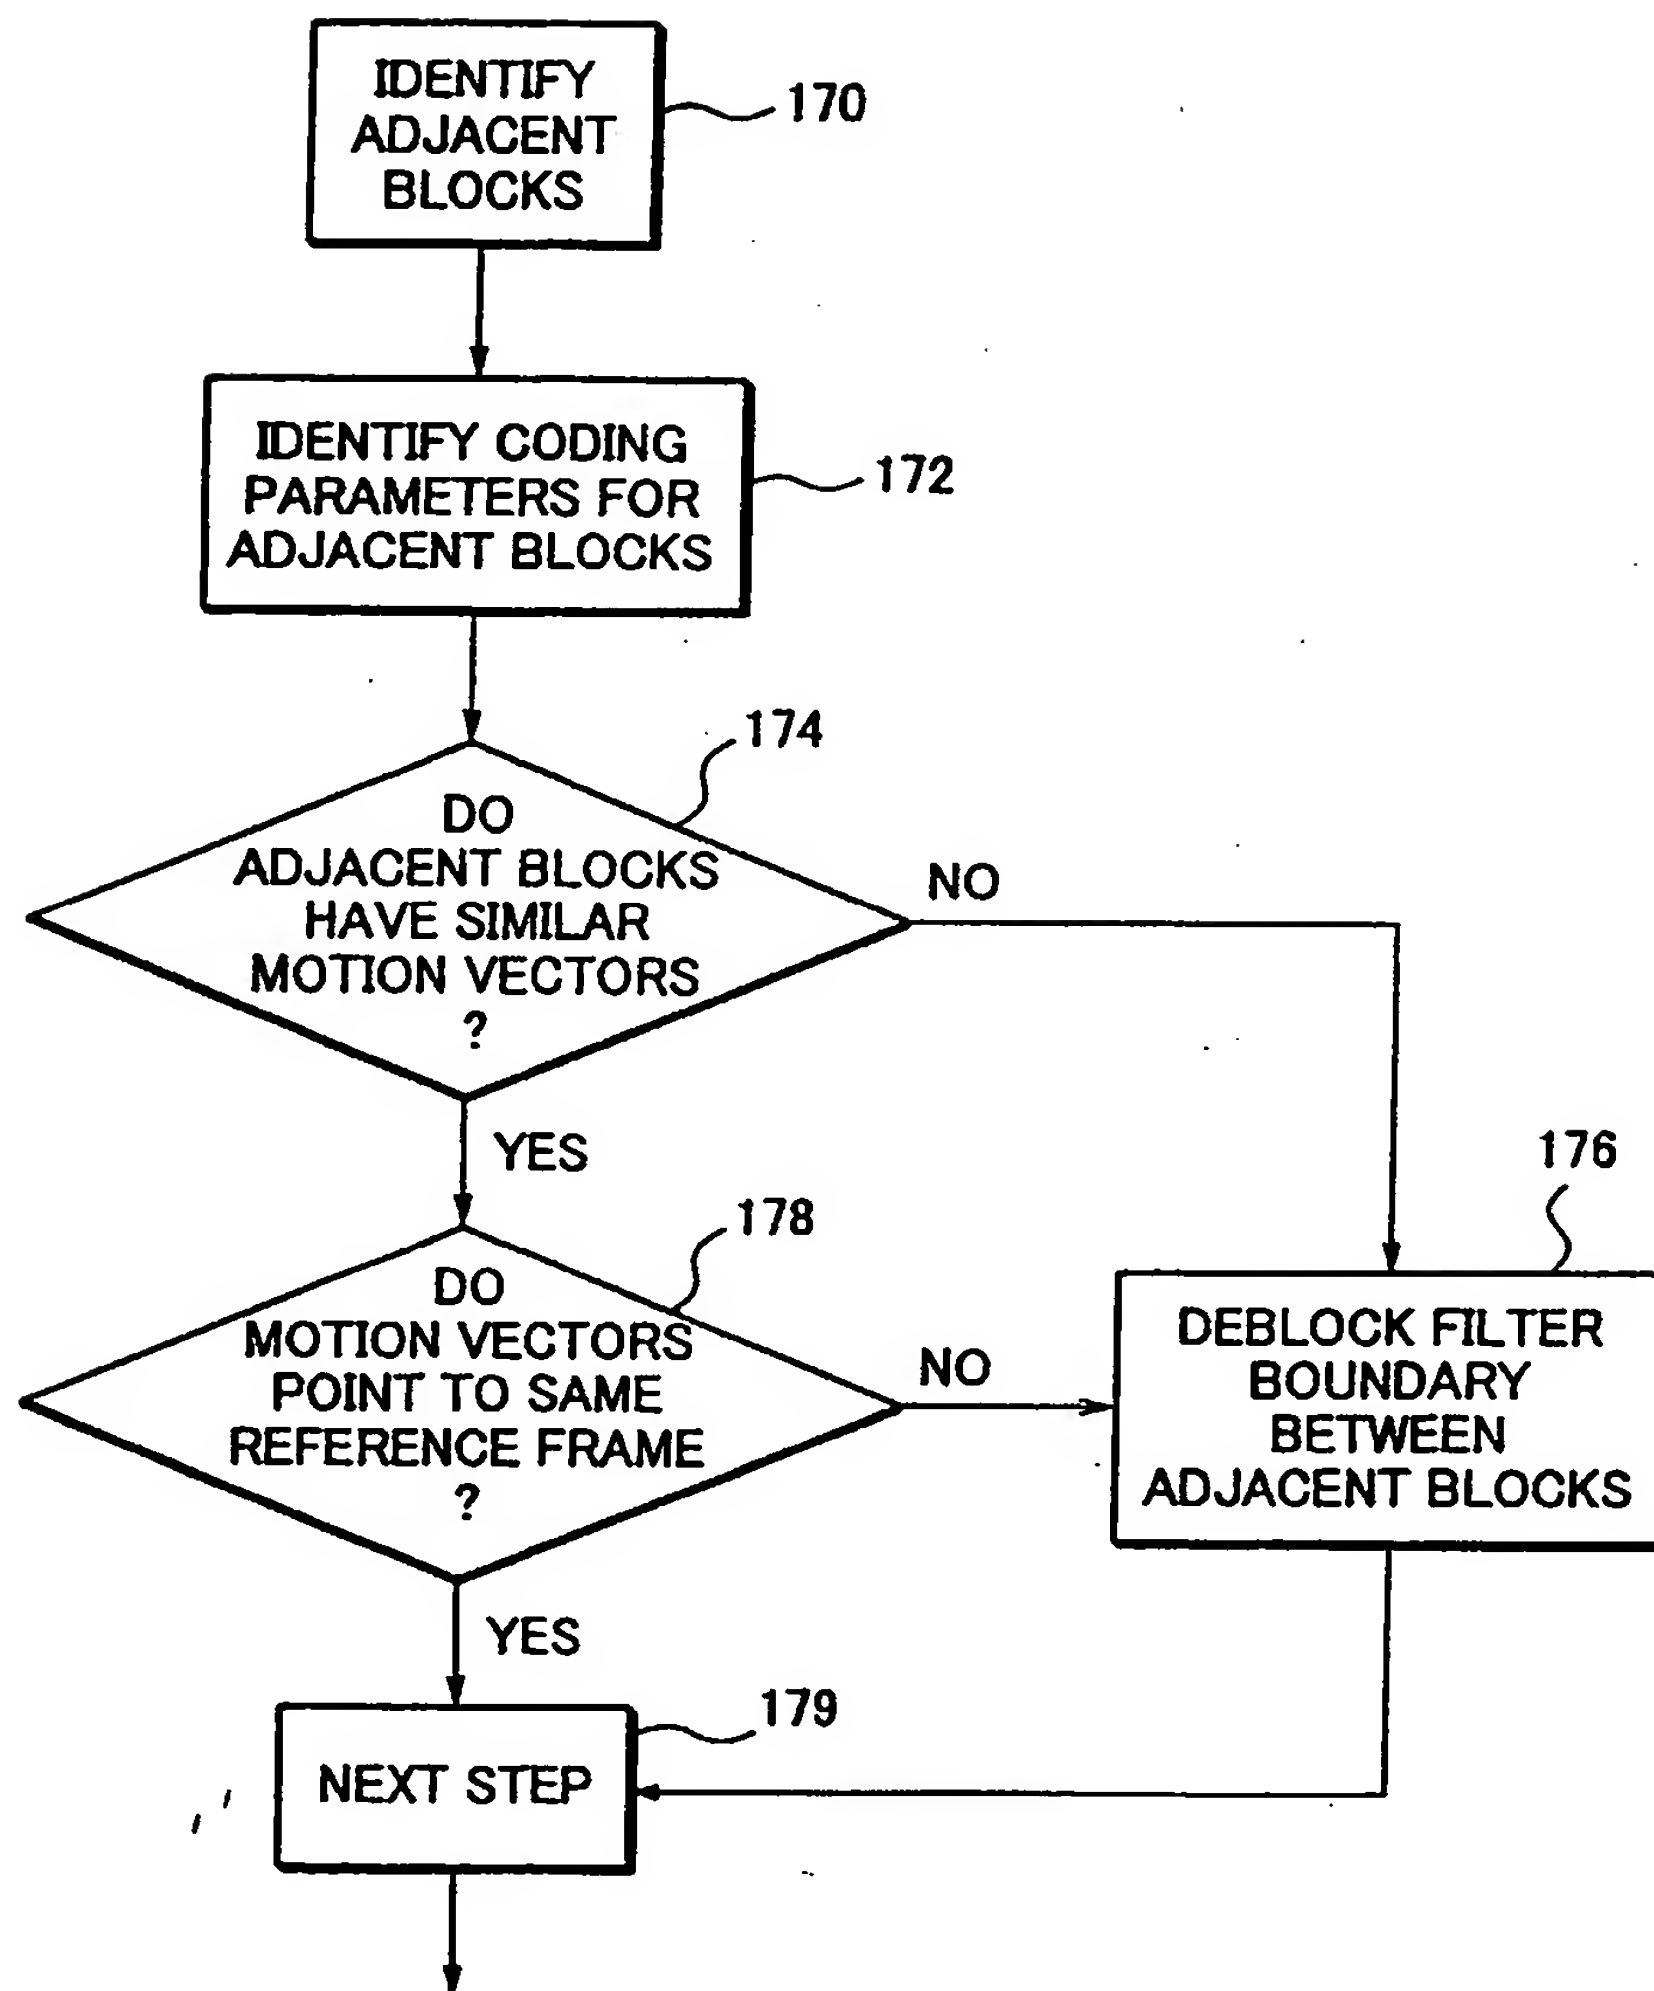 IDENTIFY
ADJACENT
BLOCKS
170
IDENTIFY CODING
PARAMETERS FOR
ADJACENT BLOCKS
172
174
DO
ADJACENT BLOCKS
HAVE SIMILAR
MOTION VECTORS
?
NO
YES
176
178
DO
MOTION VECTORS
POINT TO SAME
REFERENCE FRAME
?
NO
DEBLOCK FILTER
BOUNDARY
BETWEEN
ADJACENT BLOCKS
YES
179
NEXT STEP